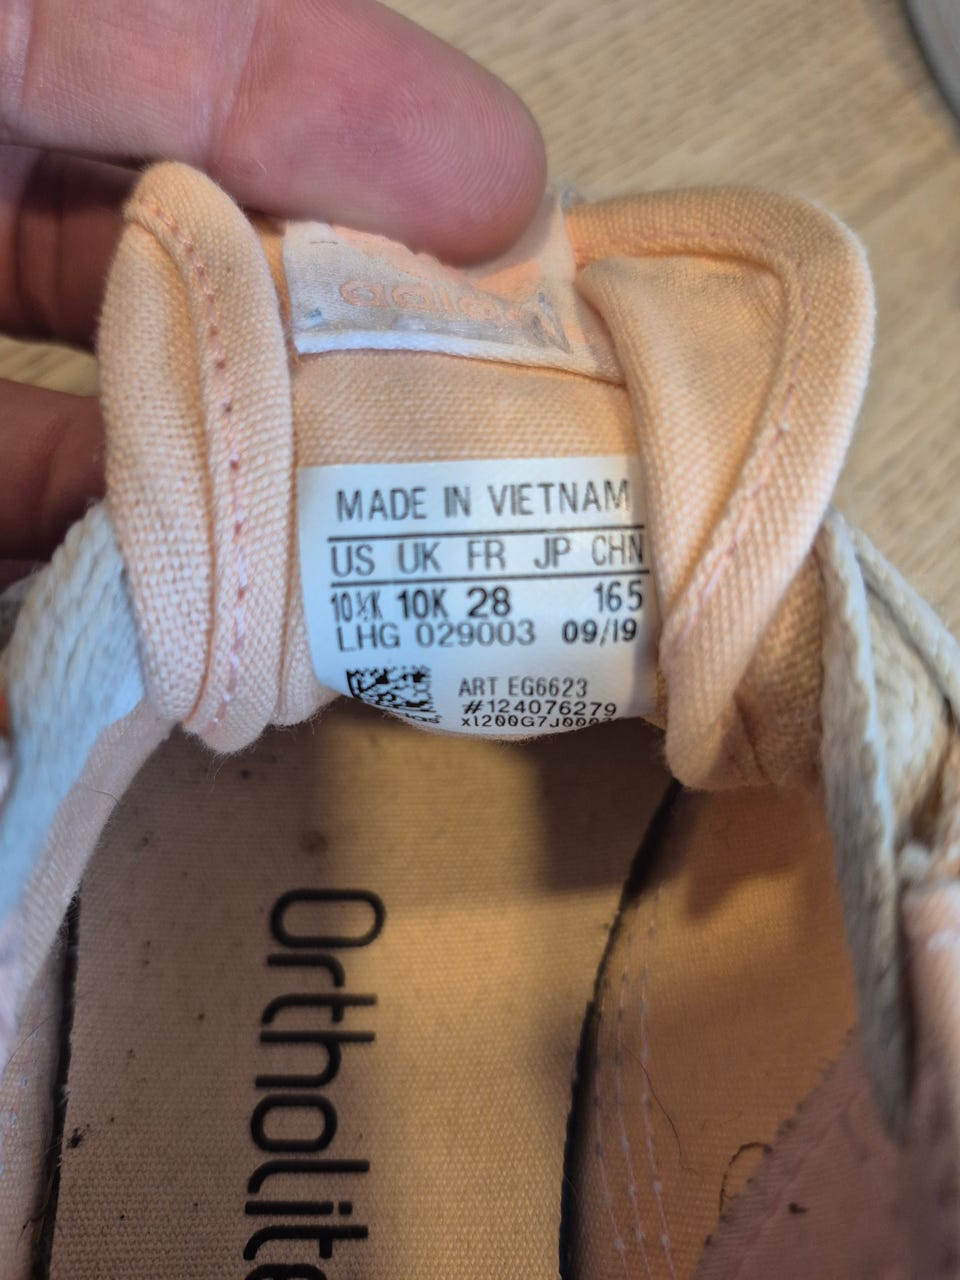 adidas
MADE IN VIETNAM
US UK FR JP CHN
10½K 10K 28 165
LHG 029003 09/19
ART EG6623
#124076279
Ortholite